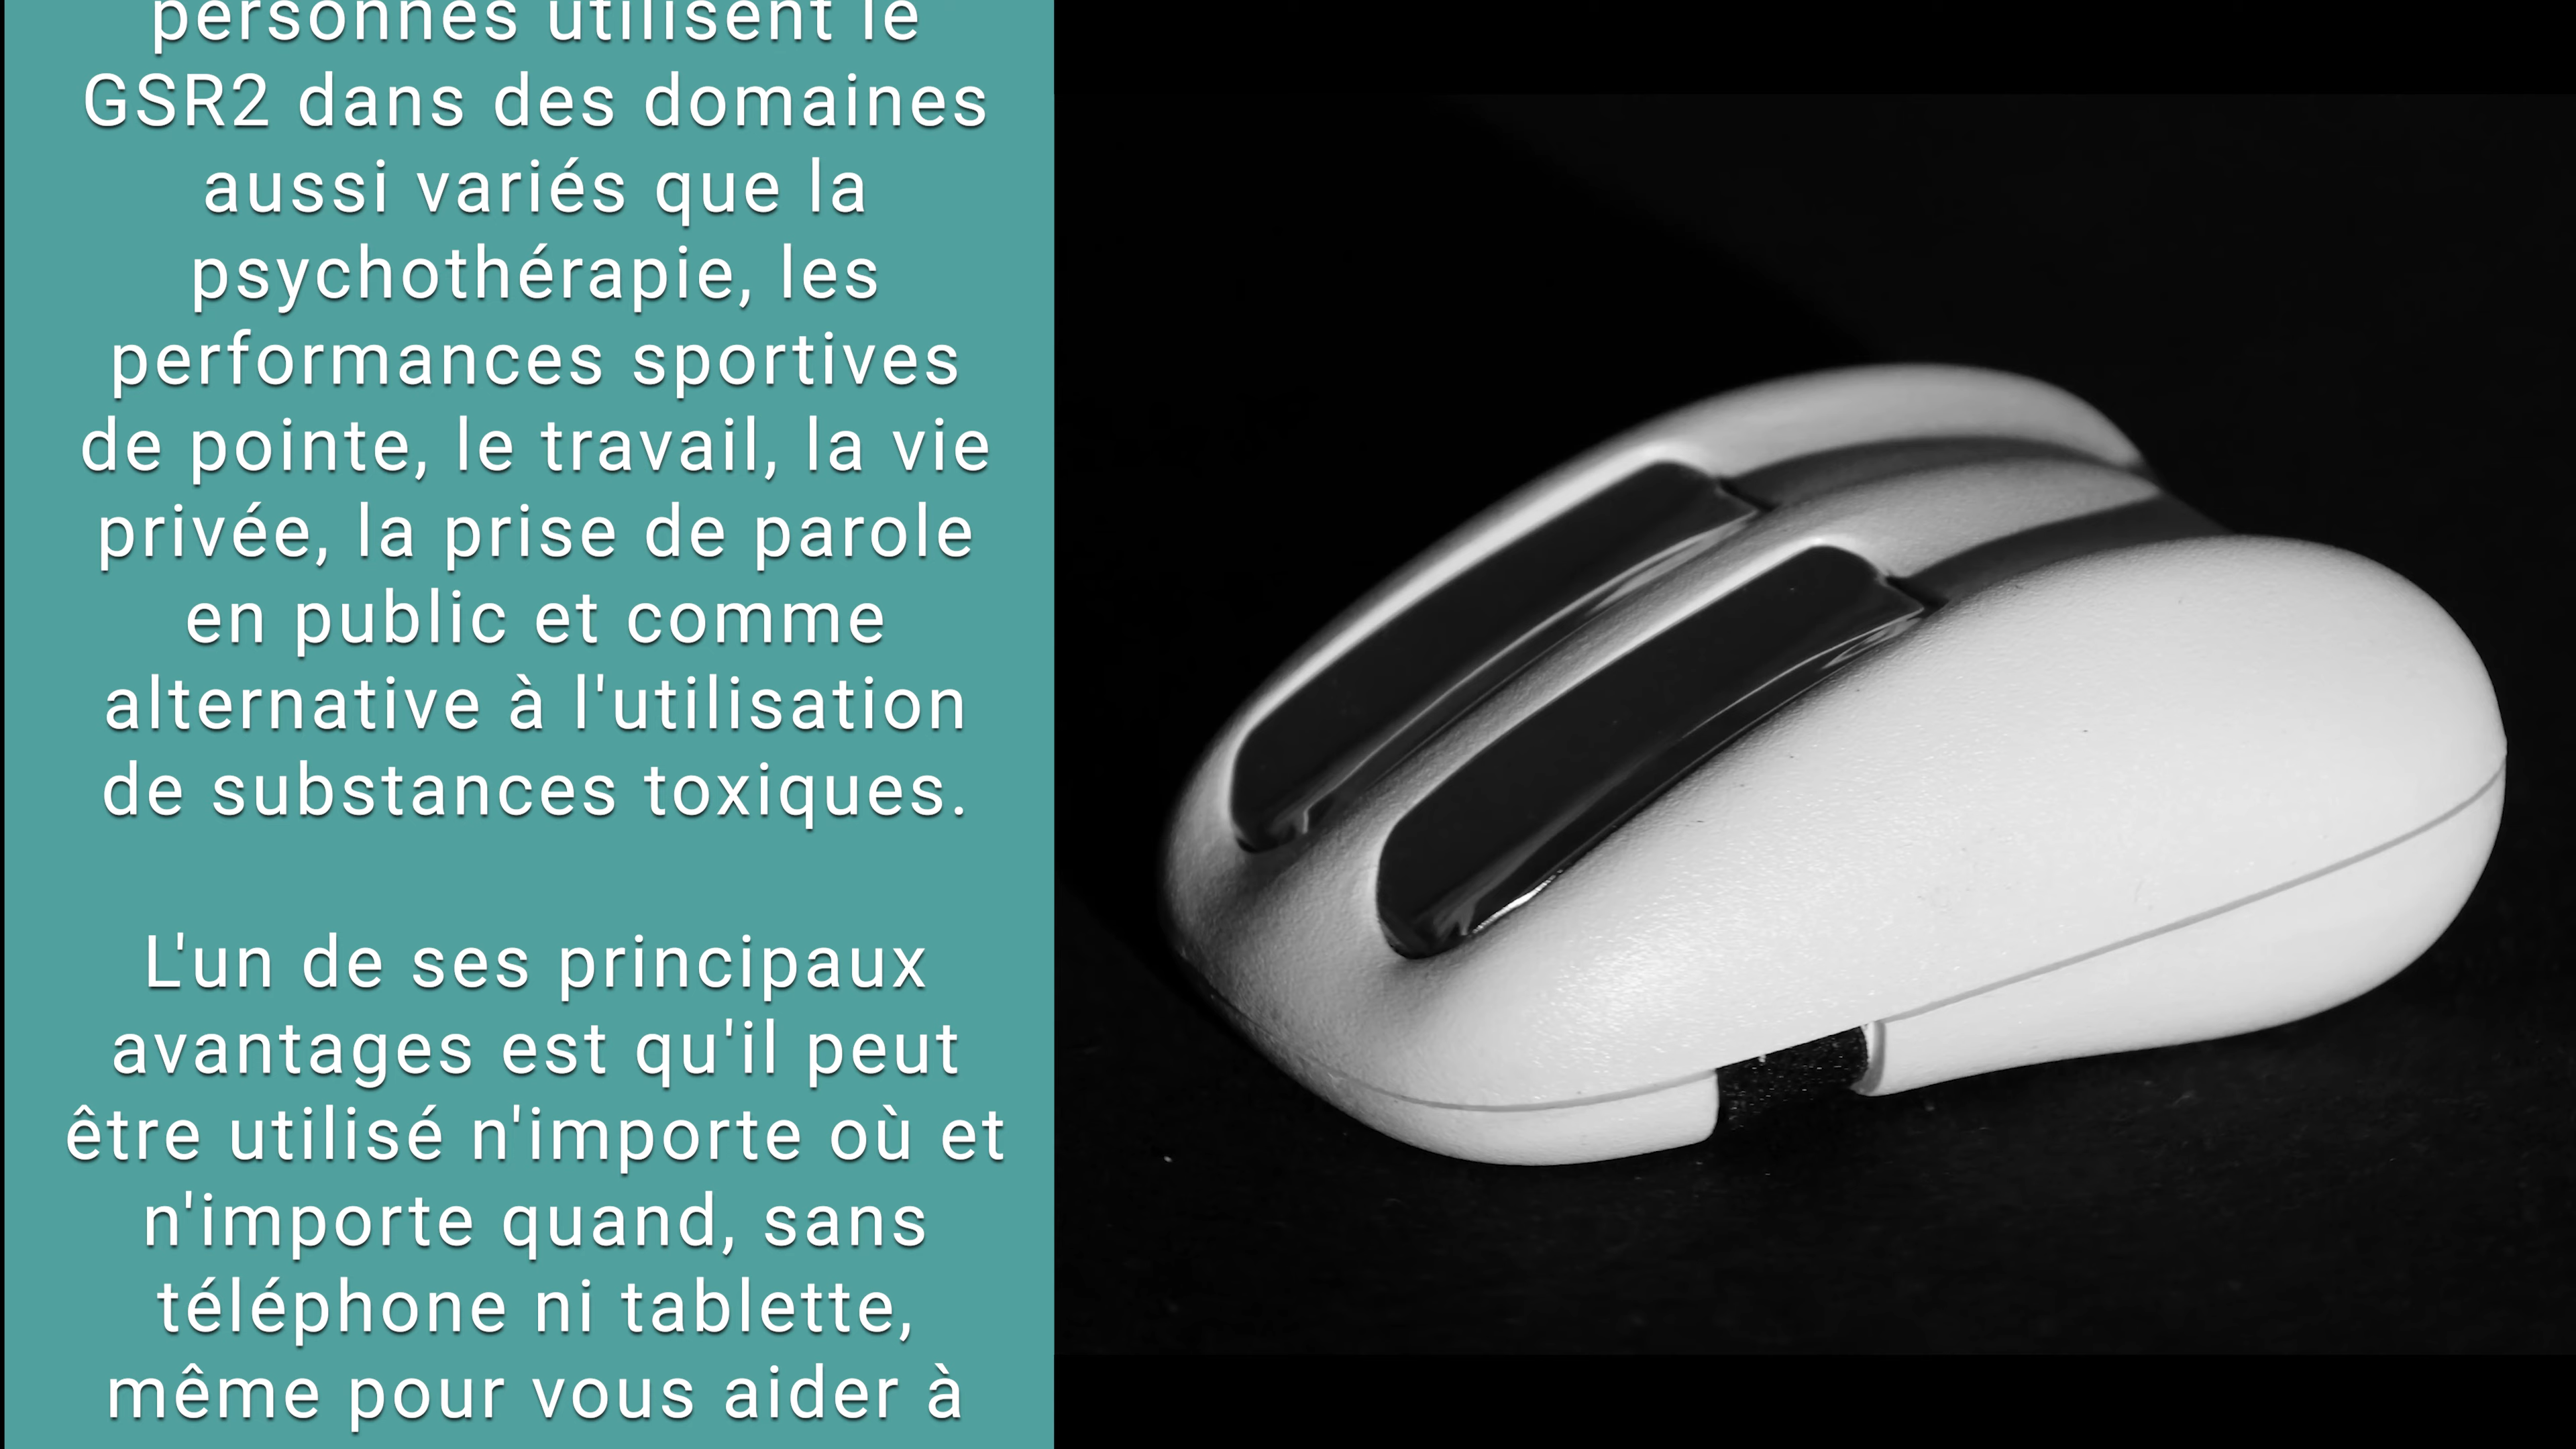 personnes utilisent le
GSR2 dans des domaines
aussi variés que la
psychothérapie, les
performances sportives
de pointe, le travail, la vie
privée, la prise de parole
en public et comme
alternative à l'utilisation
de substances toxiques.
L'un de ses principaux
avantages est qu'il peut
être utilisé n'importe où et
n'importe quand, sans
téléphone ni tablette,
même pour vous aider à